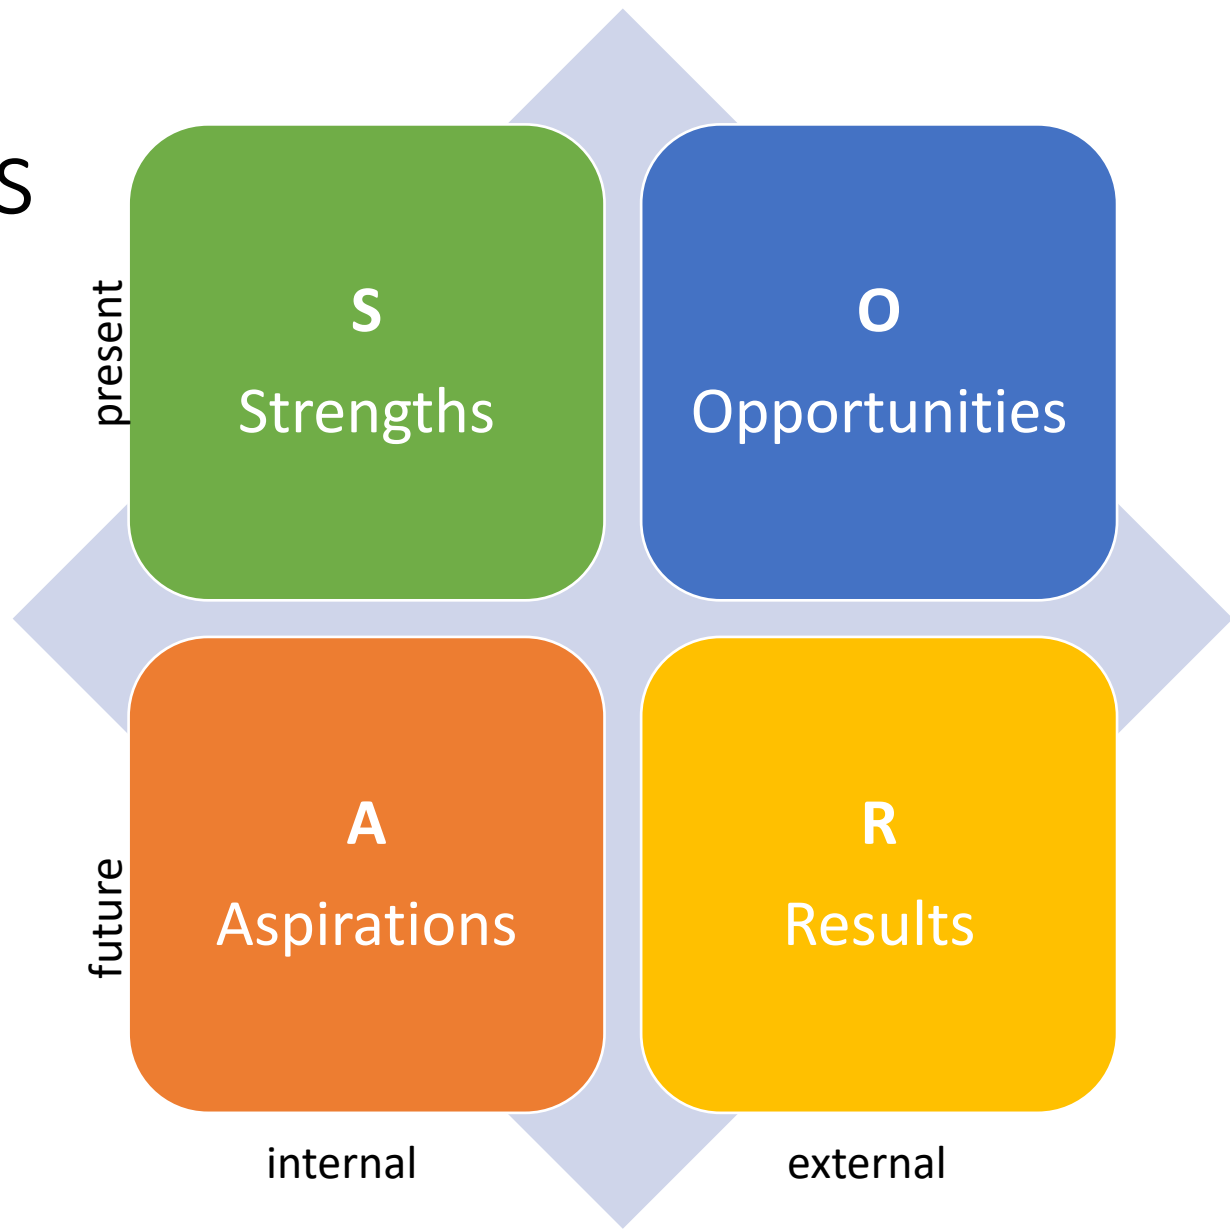 s
present
S
Strengths
O
Opportunities
future
A
Aspirations
R
Results
internal
external